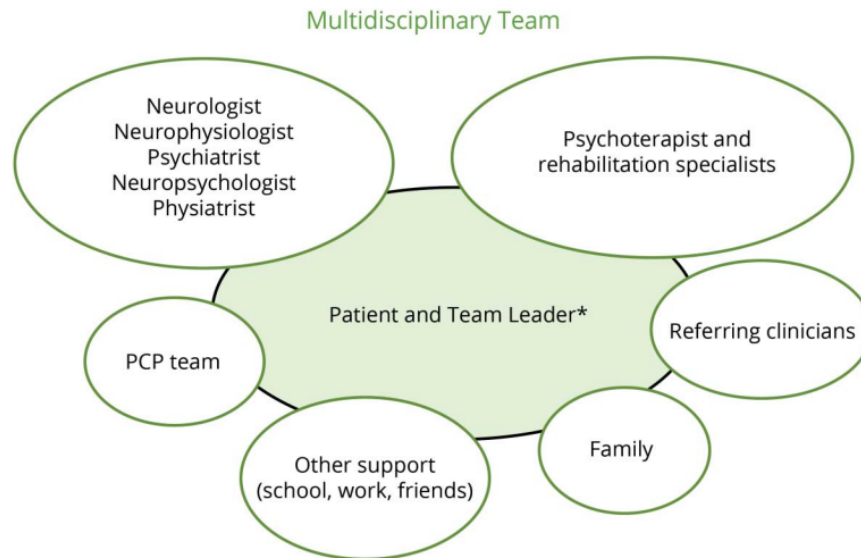 Multidisciplinary Team
Neurologist
Neurophysiologist
Psychiatrist
Neuropsychologist
Physiatrist
Psychoterapist and
rehabilitation specialists
Patient and Team Leader*
Referring clinicians
PCP team
Family
Other support
(school, work, friends)